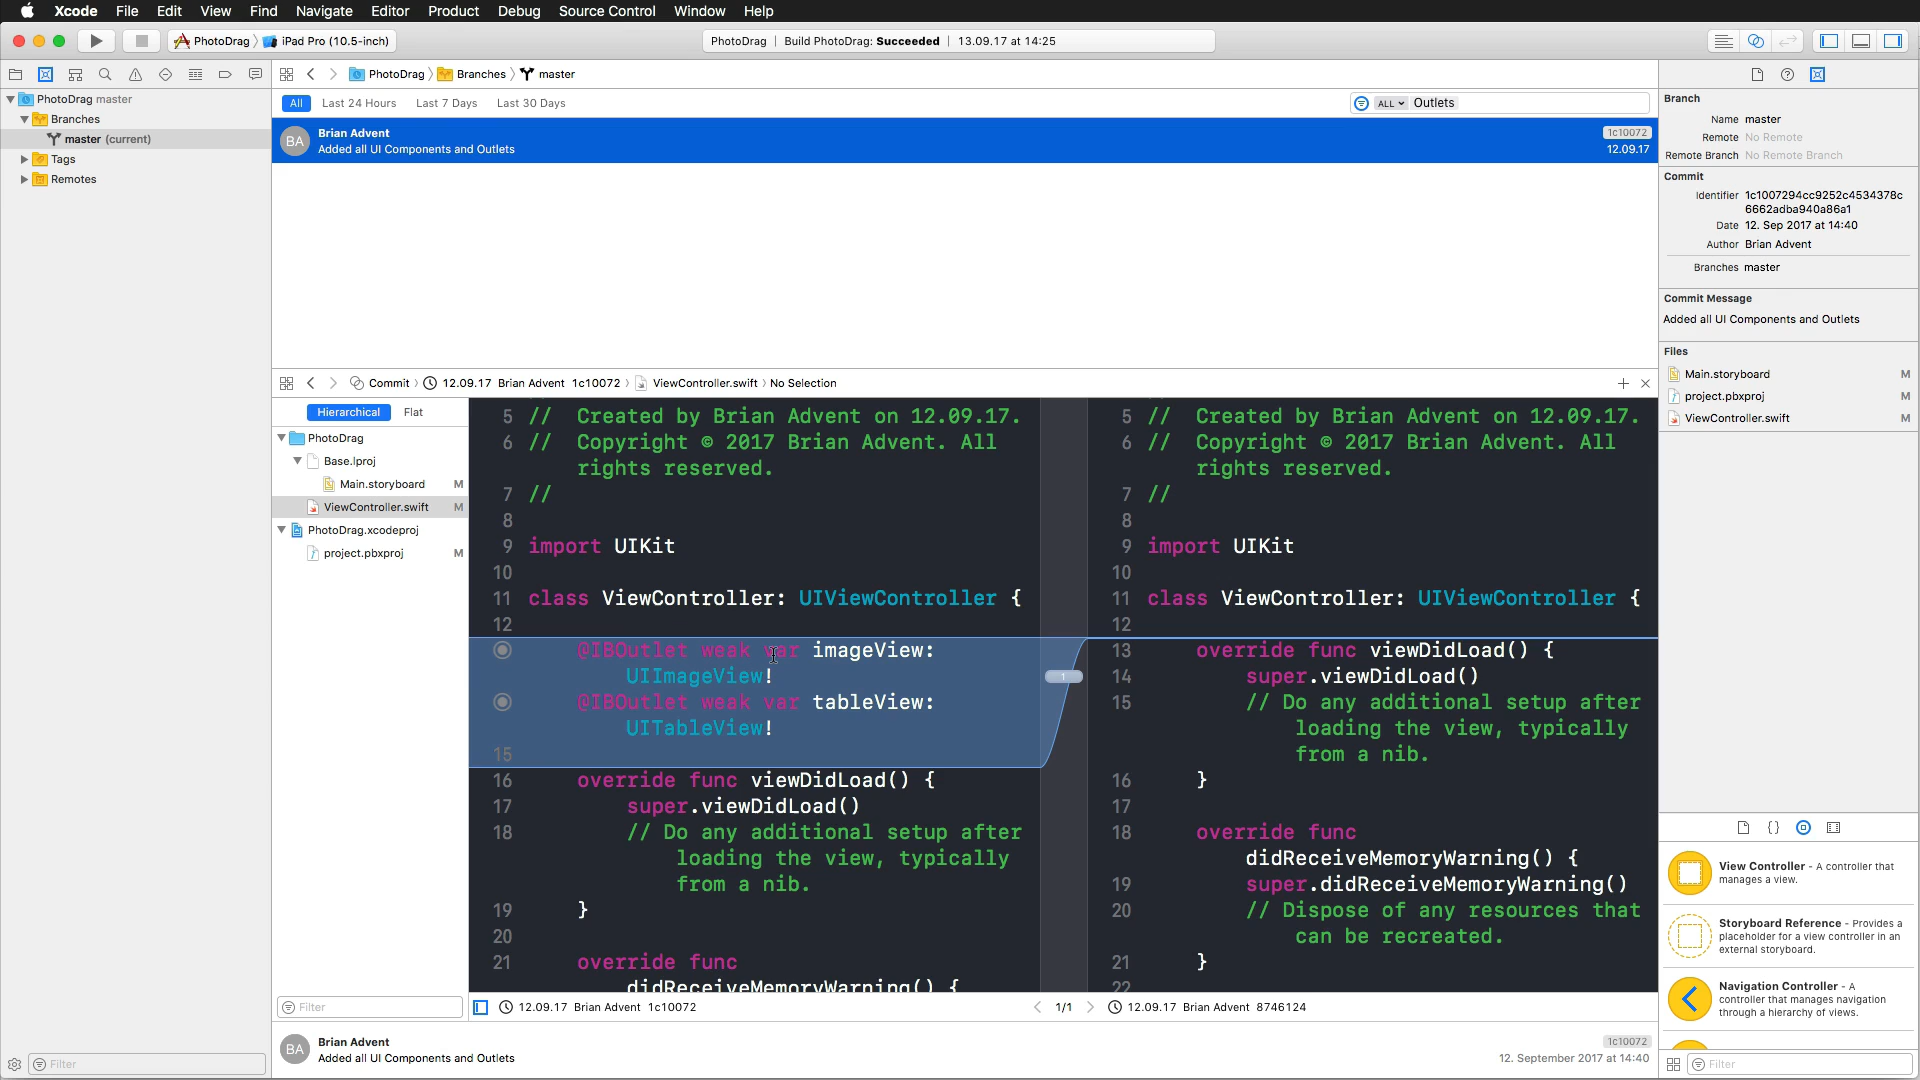 Xcode File Edit View Find Navigate Editor Product Debug Source Control Window Help
PhotoDrag iPad Pro (10.5-inch)
PhotoDrag | Build PhotoDrag: Succeeded | 13.09.17 at 14:25
PhotoDrag Branches master
PhotoDrag master
Branches
master (current)
Tags
Remotes
All Last 24 Hours Last 7 Days Last 30 Days
ALL Outlets
BA
Brian Advent
Added all UI Components and Outlets
1c10072
12.09.17
Branch
Name master
Remote No Remote
Remote Branch No Remote Branch
Commit
Identifier 1c1007294cc9252c4534378c
6662adba940a86a1
Date 12. Sep 2017 at 14:40
Author Brian Advent
Branches master
Commit Message
Added all UI Components and Outlets
Files
Main.storyboard M
project.pbxproj M
ViewController.swift M
Commit 12.09.17 Brian Advent 1c10072 ViewController.swift No Selection
Hierarchical Flat
PhotoDrag
Base.lproj
Main.storyboard M
ViewController.swift M
PhotoDrag.xcodeproj
project.pbxproj M
5 // Created by Brian Advent on 12.09.17.
6 // Copyright © 2017 Brian Advent. All
rights reserved.
7 //
8
9 import UIKit
10
11 class ViewController: UIViewController {
12
@IBOutlet weak var imageView:
UIImageView!
@IBOutlet weak var tableView:
UITableView!
15
16 override func viewDidLoad() {
17 super.viewDidLoad()
18 // Do any additional setup after
loading the view, typically
from a nib.
19 }
20
21 override func
didReceiveMemoryWarning() {
1
5 // Created by Brian Advent on 12.09.17.
6 // Copyright © 2017 Brian Advent. All
rights reserved.
7 //
8
9 import UIKit
10
11 class ViewController: UIViewController {
12
13 override func viewDidLoad() {
14 super.viewDidLoad()
15 // Do any additional setup after
loading the view, typically
from a nib.
16 }
17
18 override func
didReceiveMemoryWarning() {
19 super.didReceiveMemoryWarning()
20 // Dispose of any resources that
can be recreated.
21 }
22
Filter
12.09.17 Brian Advent 1c10072
1/1
12.09.17 Brian Advent 8746124
BA
Brian Advent
Added all UI Components and Outlets
1c10072
12. September 2017 at 14:40
Filter
View Controller - A controller that
manages a view.
Storyboard Reference - Provides a
placeholder for a view controller in an
external storyboard.
Navigation Controller - A
controller that manages navigation
through a hierarchy of views.
Filter